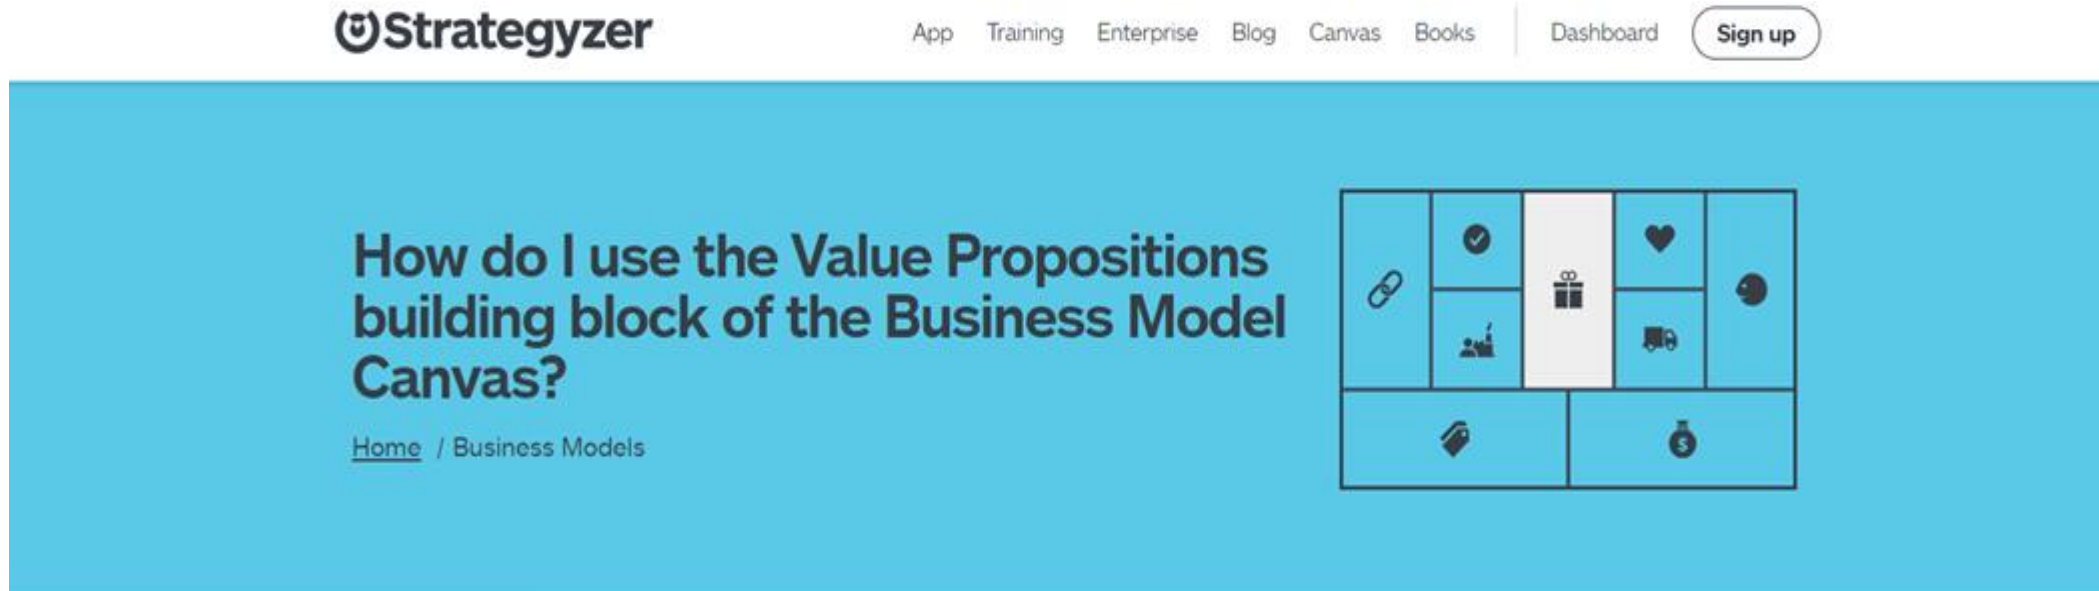 Strategyzer
App Training Enterprise Blog Canvas Books Dashboard Sign up
How do I use the Value Propositions
building block of the Business Model
Canvas?
Home / Business Models
$